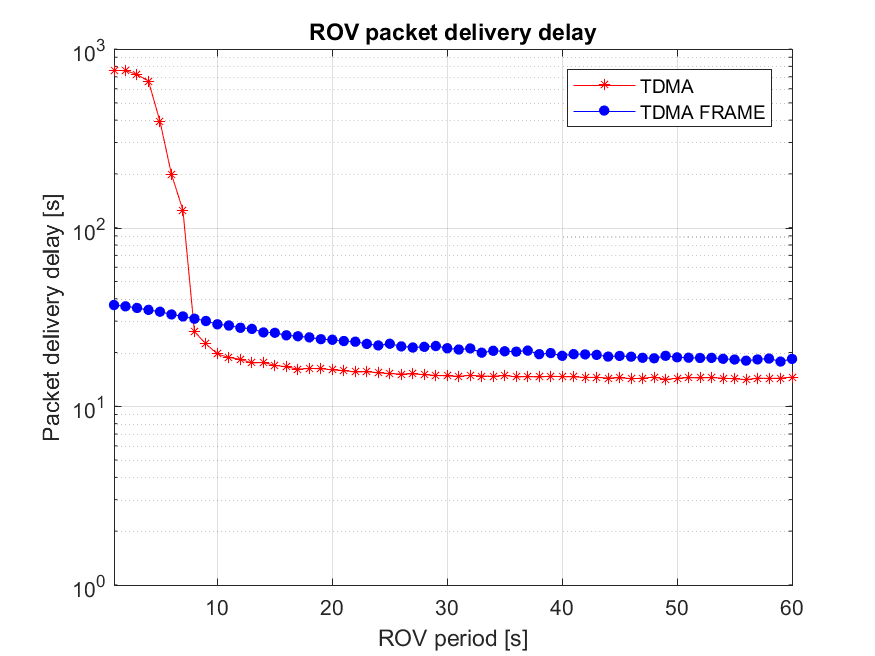 ROV packet delivery delay
TDMA
TDMA FRAME
Packet delivery delay [s]
10^3
10^2
10^1
10^0
10 20 30 40 50 60
ROV period [s]